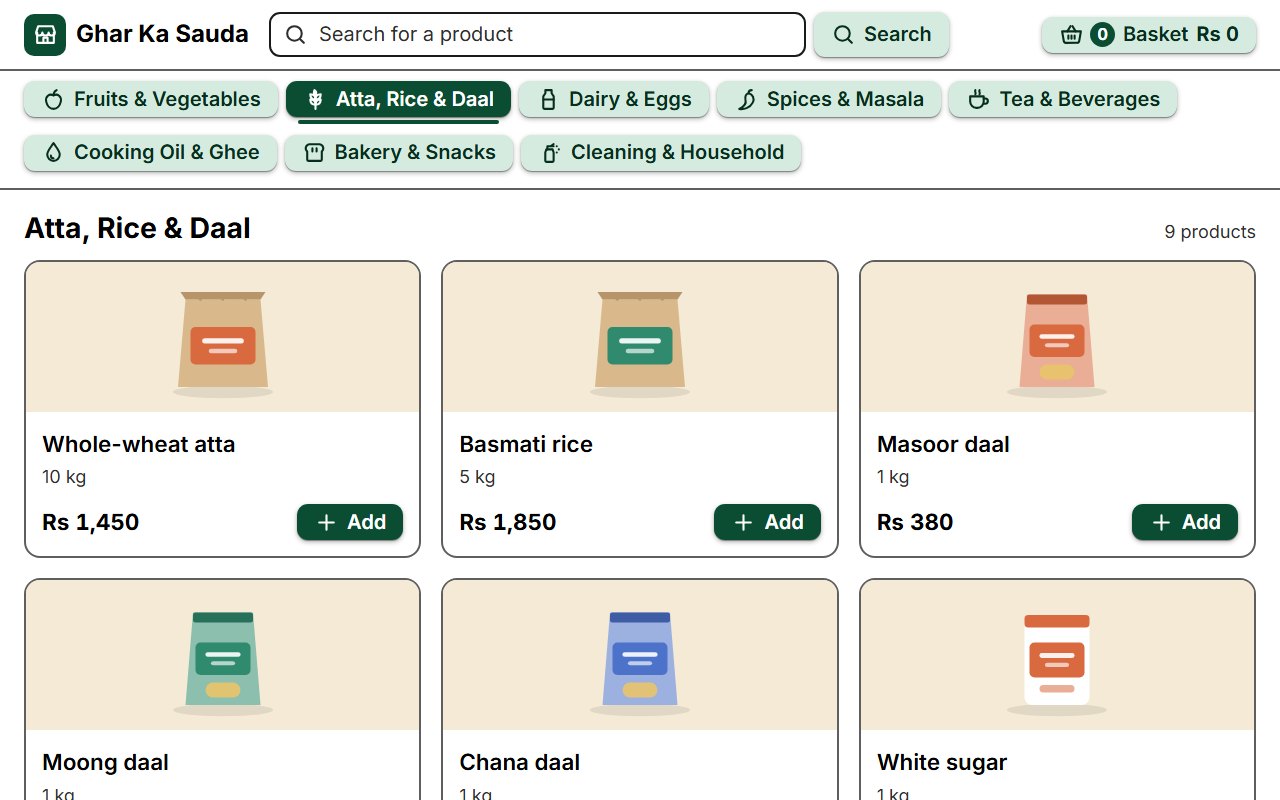 Ghar Ka Sauda
Search for a product
Search
0 Basket Rs 0
Fruits & Vegetables
Atta, Rice & Daal
Dairy & Eggs
Spices & Masala
Tea & Beverages
Cooking Oil & Ghee
Bakery & Snacks
Cleaning & Household
Atta, Rice & Daal
9 products
Whole-wheat atta
10 kg
Rs 1,450
Add
Basmati rice
5 kg
Rs 1,850
Add
Masoor daal
1 kg
Rs 380
Add
Moong daal
1 kg
Chana daal
1 kg
White sugar
1 kg